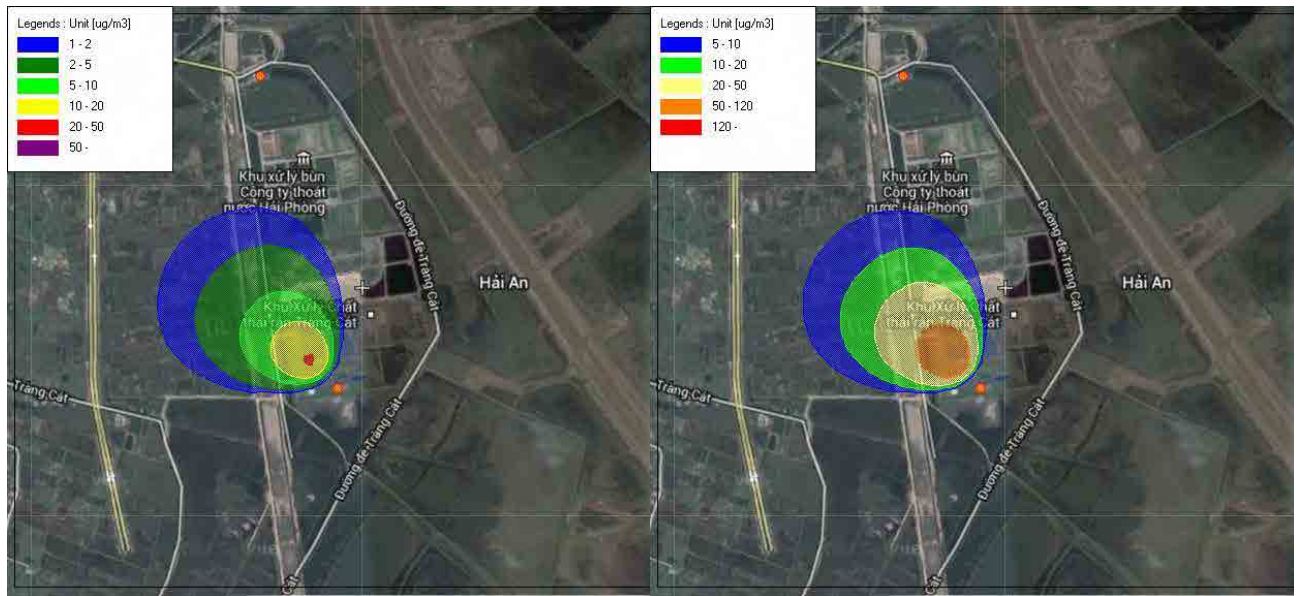 Legends : Unit [ug/m3]
1 - 2
2 - 5
5 - 10
10 - 20
20 - 50
50 -
Khu xử lý bùn
Công ty thoát
nước Hải Phòng
Đường đê Tràng Cát
Hải An
Khu Xử lý Chất
thải rắn Tràng Cát
Tràng Cát
Đường đê Tràng Cát
Cát
Legends : Unit [ug/m3]
5 - 10
10 - 20
20 - 50
50 - 120
120 -
Khu xử lý bùn
Công ty thoát
nước Hải Phòng
Đường đê Tràng Cát
Hải An
Khu Xử lý Chất
thải rắn Tràng Cát
Tràng Cát
Đường đê Tràng Cát
Cát